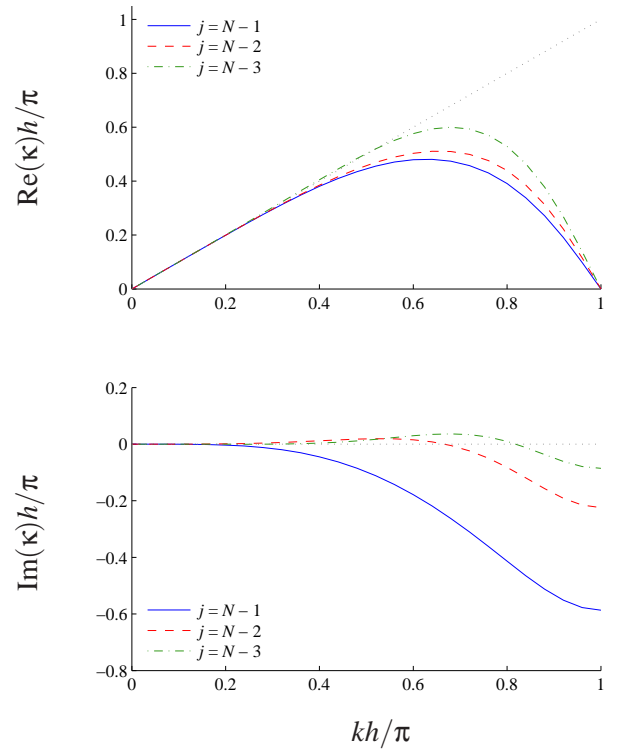 1
0.8
0.6
0.4
0.2
0
Re(κ)h/π
j = N – 1
j = N – 2
j = N – 3
0 0.2 0.4 0.6 0.8 1
0.2
0
–0.2
–0.4
–0.6
–0.8
Im(κ)h/π
j = N – 1
j = N – 2
j = N – 3
0 0.2 0.4 0.6 0.8 1
kh/π